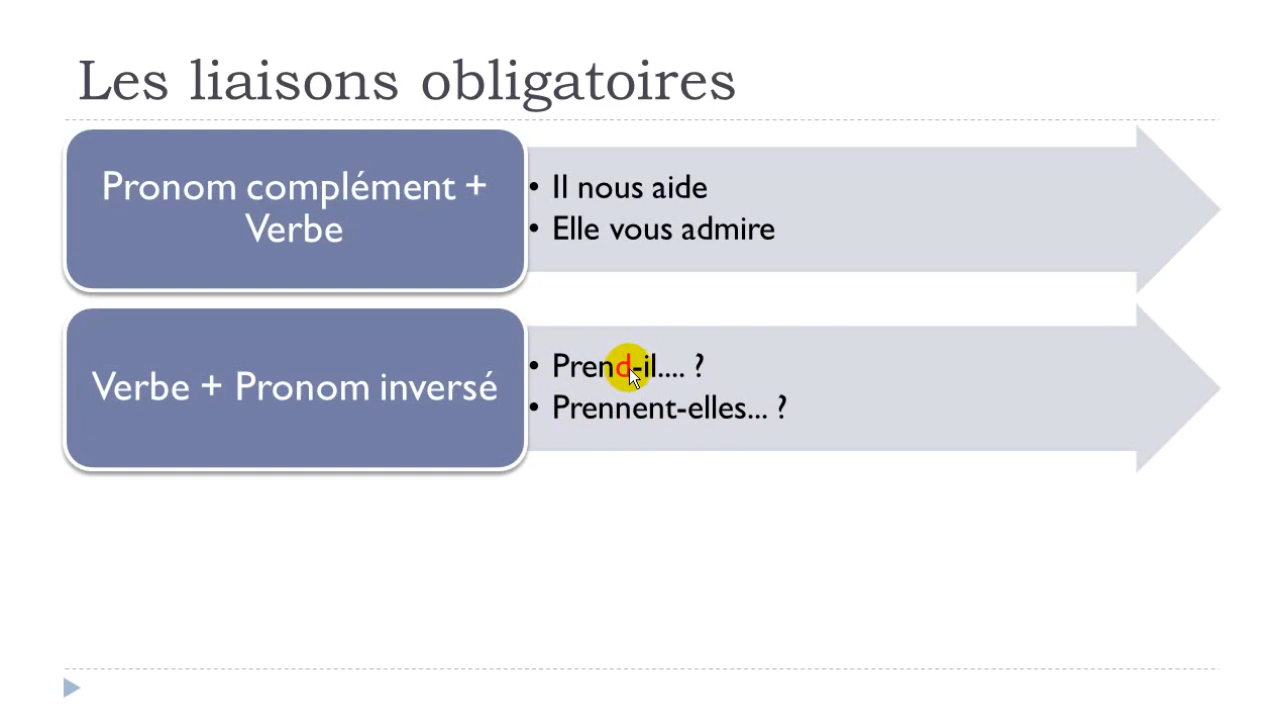 Les liaisons obligatoires
Pronom complément +
Verbe
• Il nous aide
• Elle vous admire
Verbe + Pronom inversé
• Prend-il.... ?
• Prennent-elles... ?